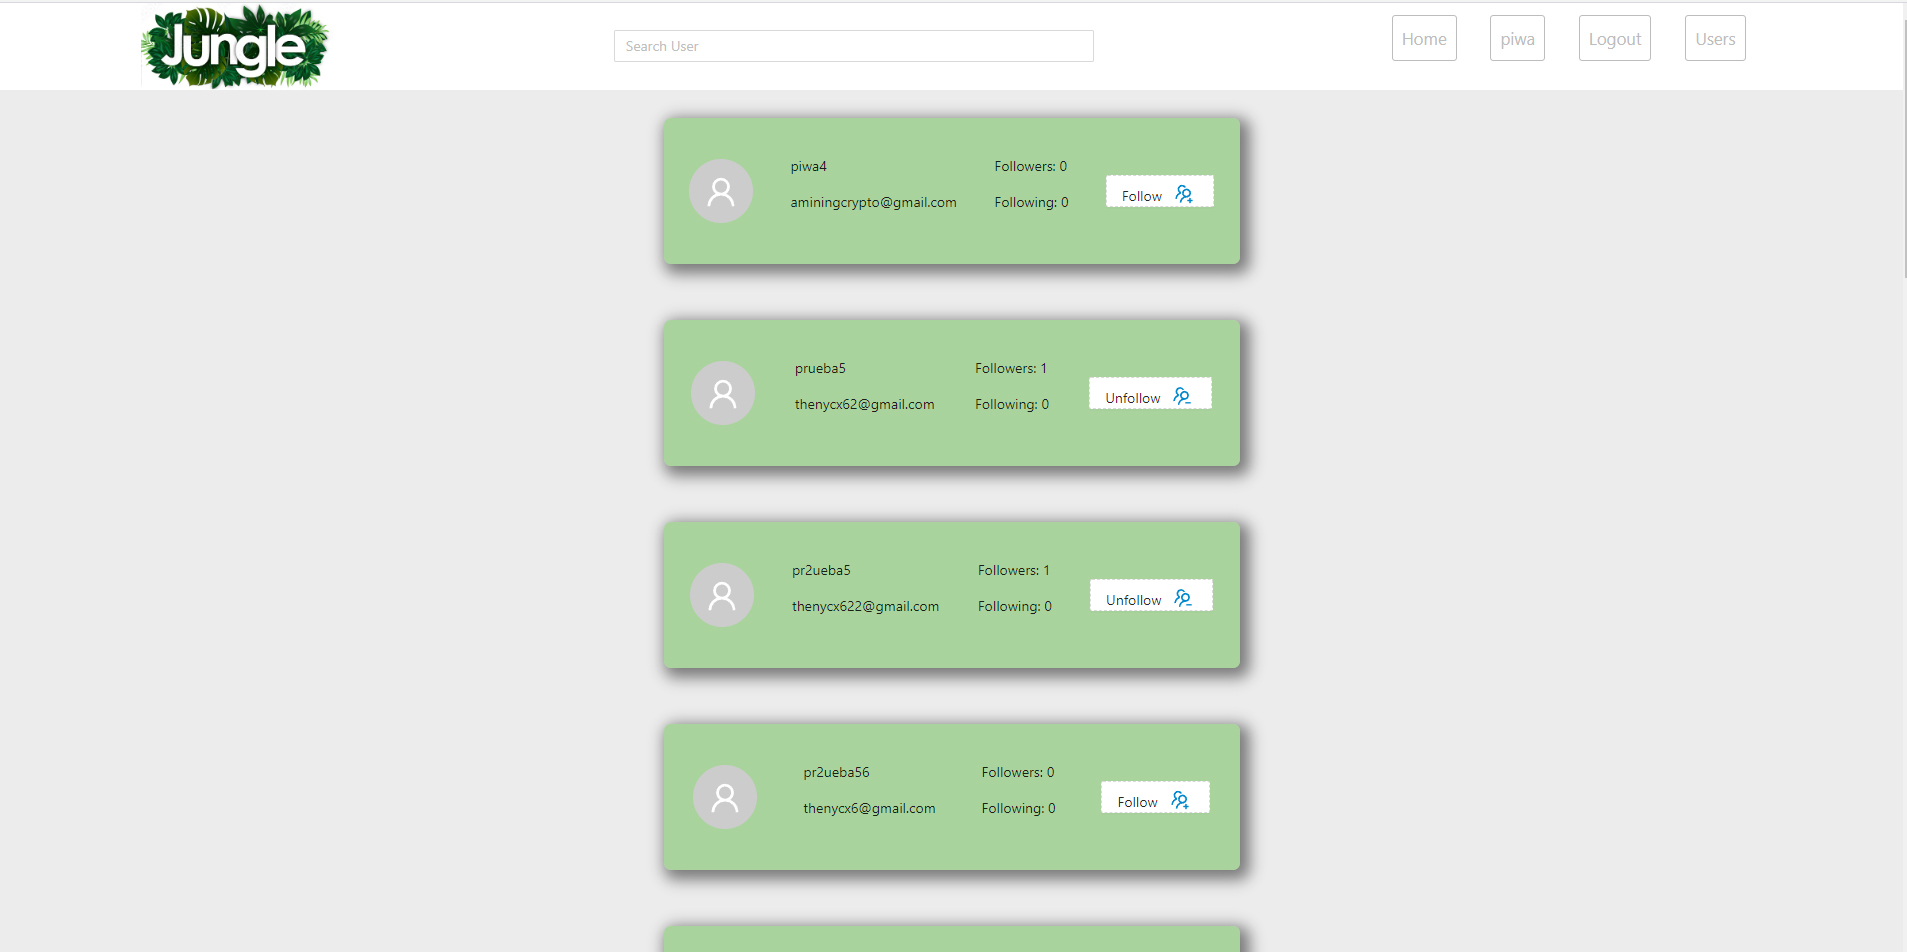 Jungle
Search User
Home
piwa
Logout
Users
piwa4
Followers: 0
aminingcrypto@gmail.com
Following: 0
Follow
prueba5
Followers: 1
thenycx62@gmail.com
Following: 0
Unfollow
pr2ueba5
Followers: 1
thenycx622@gmail.com
Following: 0
Unfollow
pr2ueba56
Followers: 0
thenycx6@gmail.com
Following: 0
Follow